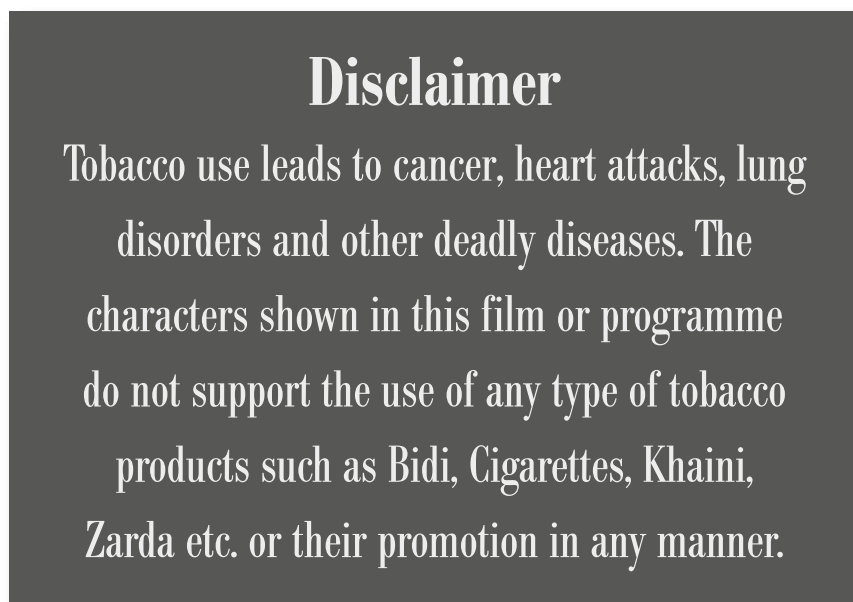 Disclaimer
Tobacco use leads to cancer, heart attacks, lung
disorders and other deadly diseases. The
characters shown in this film or programme
do not support the use of any type of tobacco
products such as Bidi, Cigarettes, Khaini,
Zarda etc. or their promotion in any manner.